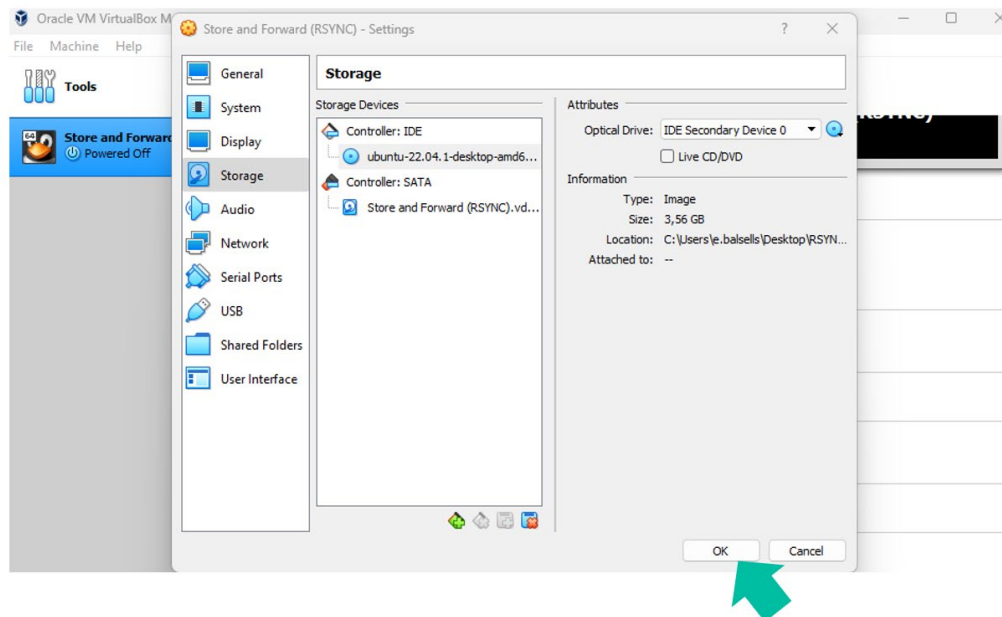 Oracle VM VirtualBox M
File Machine Help
Tools
64
Store and Forward
Powered Off
Store and Forward (RSYNC) - Settings
?
General
System
Display
Storage
Audio
Network
Serial Ports
USB
Shared Folders
User Interface
Storage
Storage Devices
Controller: IDE
ubuntu-22.04.1-desktop-amd6...
Controller: SATA
Store and Forward (RSYNC).vd...
Attributes
Optical Drive: IDE Secondary Device 0
Live CD/DVD
Information
Type: Image
Size: 3,56 GB
Location: C:\Users\e.balsells\Desktop\RSYN...
Attached to: --
OK Cancel
(RSYNC)